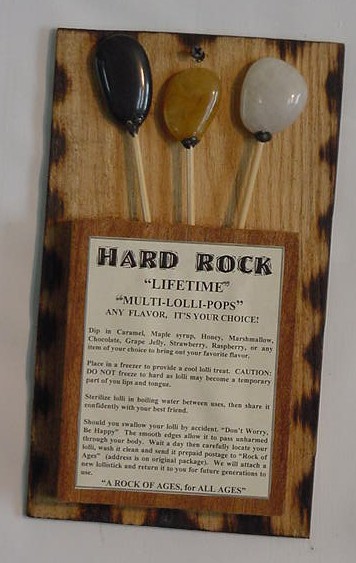 HARD ROCK
"LIFETIME"
"MULTI-LOLLI-POPS"
ANY FLAVOR, IT'S YOUR CHOICE!
Dip in Caramel, Maple syrup, Honey, Marshmallow,
Chocolate, Grape Jelly, Strawberry, Raspberry, or any
item of your choice to bring out your favorite flavor.
Place in a freezer to provide a cool lolli treat. CAUTION:
DO NOT freeze to hard as lolli may become a temporary
part of you lips and tongue.
Sterilize lolli in boiling water between uses, then share it
confidently with your best friend.
Should you swallow your lolli by accident. "Don't Worry,
Be Happy" The smooth edges allow it to pass unharmed
through your body. Wait a day then carefully locate your
lolli, wash it clean and send it prepaid postage to "Rock of
Ages" (address is on original package). We will attach a
new lollistick and return it to you for future generations to
use.
"A ROCK OF AGES, for ALL AGES"